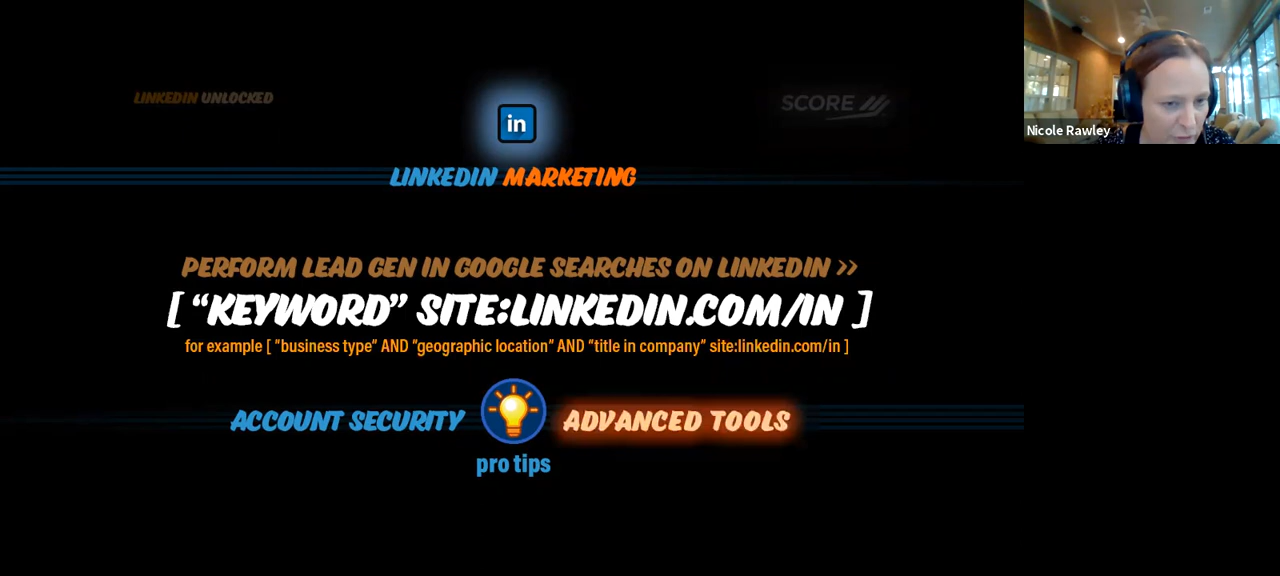 LINKEDIN UNLOCKED
SCORE
in
LINKEDIN MARKETING
Nicole Rawley
PERFORM LEAD GEN IN GOOGLE SEARCHES ON LINKEDIN >>
[ “KEYWORD” SITE:LINKEDIN.COM/IN ]
for example [ "business type" AND "geographic location" AND "title in company" site:linkedin.com/in ]
ACCOUNT SECURITY
ADVANCED TOOLS
pro tips